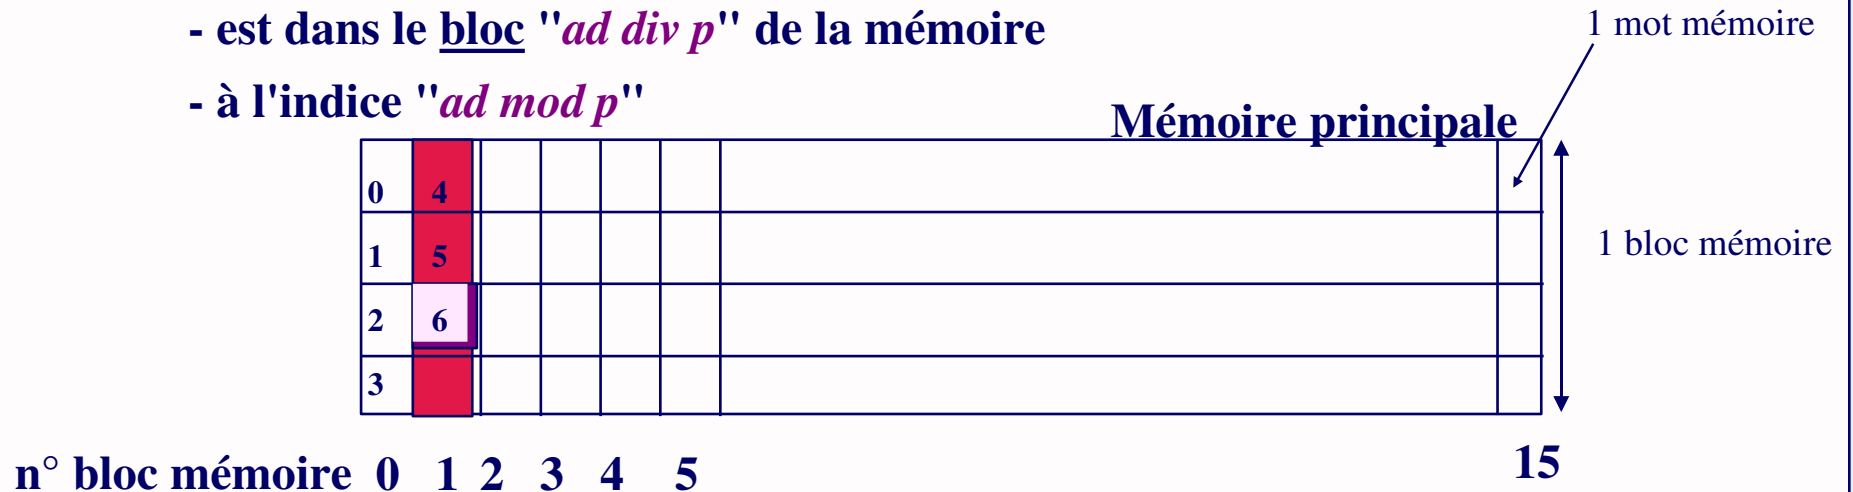 - est dans le bloc "ad div p" de la mémoire
1 mot mémoire
- à l'indice "ad mod p"
Mémoire principale
0 4
1 5
1 bloc mémoire
2 6
3
n° bloc mémoire 0 1 2 3 4 5 15